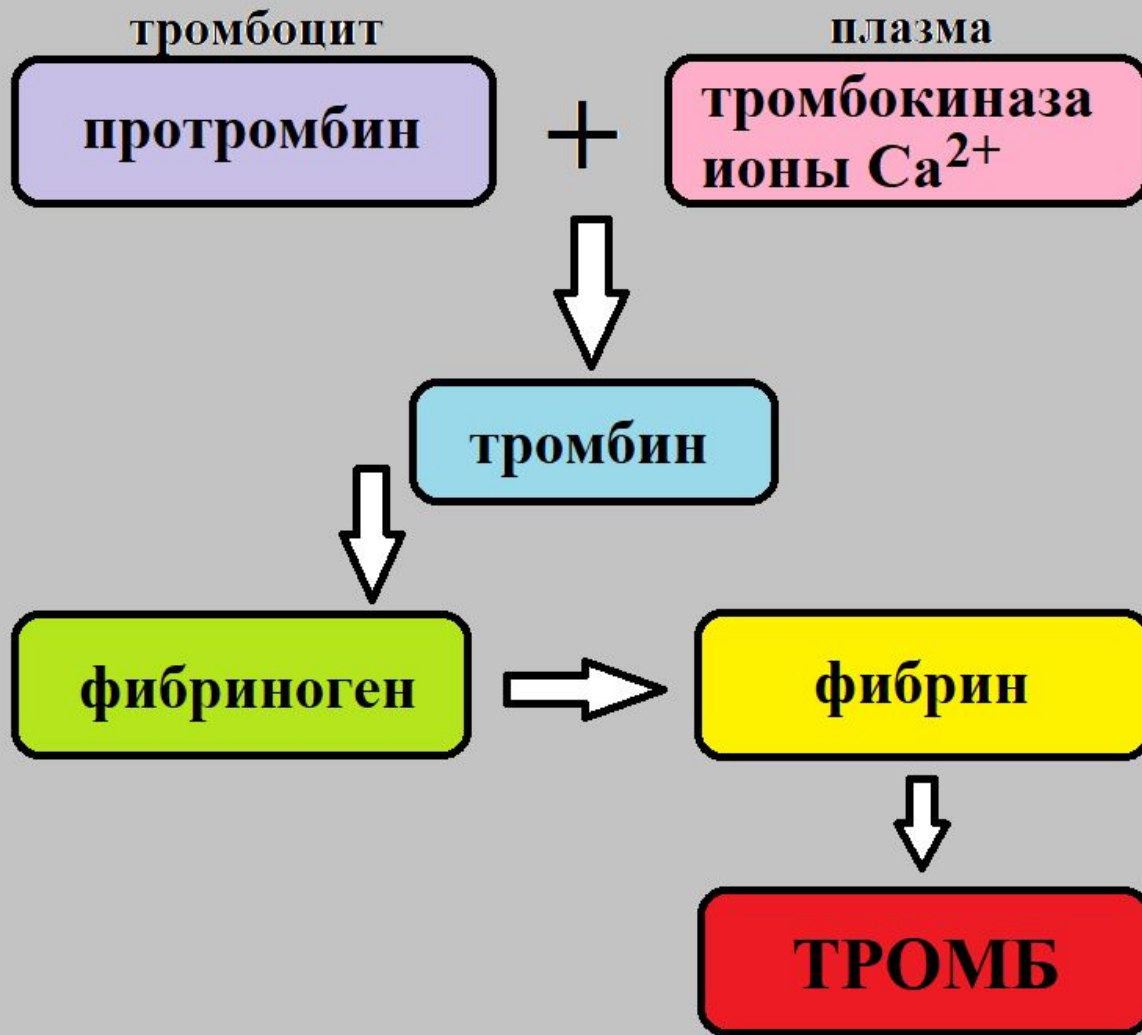 тромбоцит
плазма
протромбин
+
тромбокиназа
ионы Ca²⁺
тромбин
фибриноген
фибрин
ТРОМБ